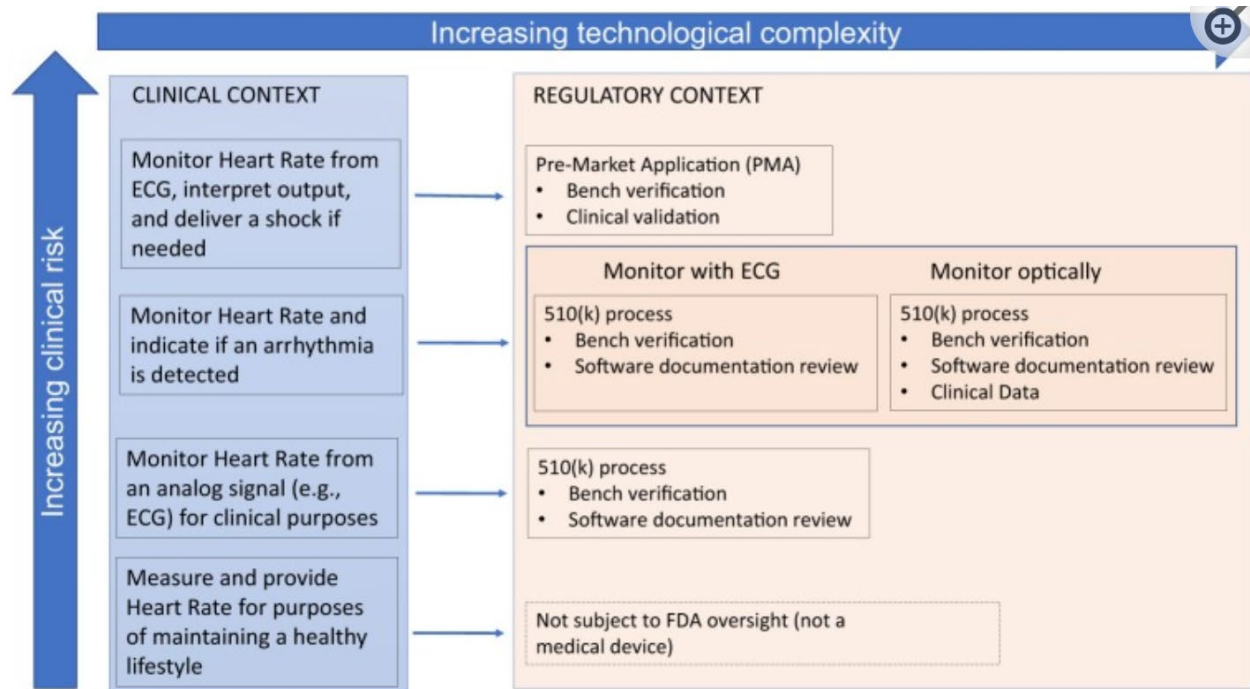 Increasing technological complexity
Increasing clinical risk
CLINICAL CONTEXT
REGULATORY CONTEXT
Monitor Heart Rate from
ECG, interpret output,
and deliver a shock if
needed
Pre-Market Application (PMA)
• Bench verification
• Clinical validation
Monitor Heart Rate and
indicate if an arrhythmia
is detected
Monitor with ECG
510(k) process
• Bench verification
• Software documentation review
Monitor optically
510(k) process
• Bench verification
• Software documentation review
• Clinical Data
Monitor Heart Rate from
an analog signal (e.g.,
ECG) for clinical purposes
510(k) process
• Bench verification
• Software documentation review
Measure and provide
Heart Rate for purposes
of maintaining a healthy
lifestyle
Not subject to FDA oversight (not a
medical device)